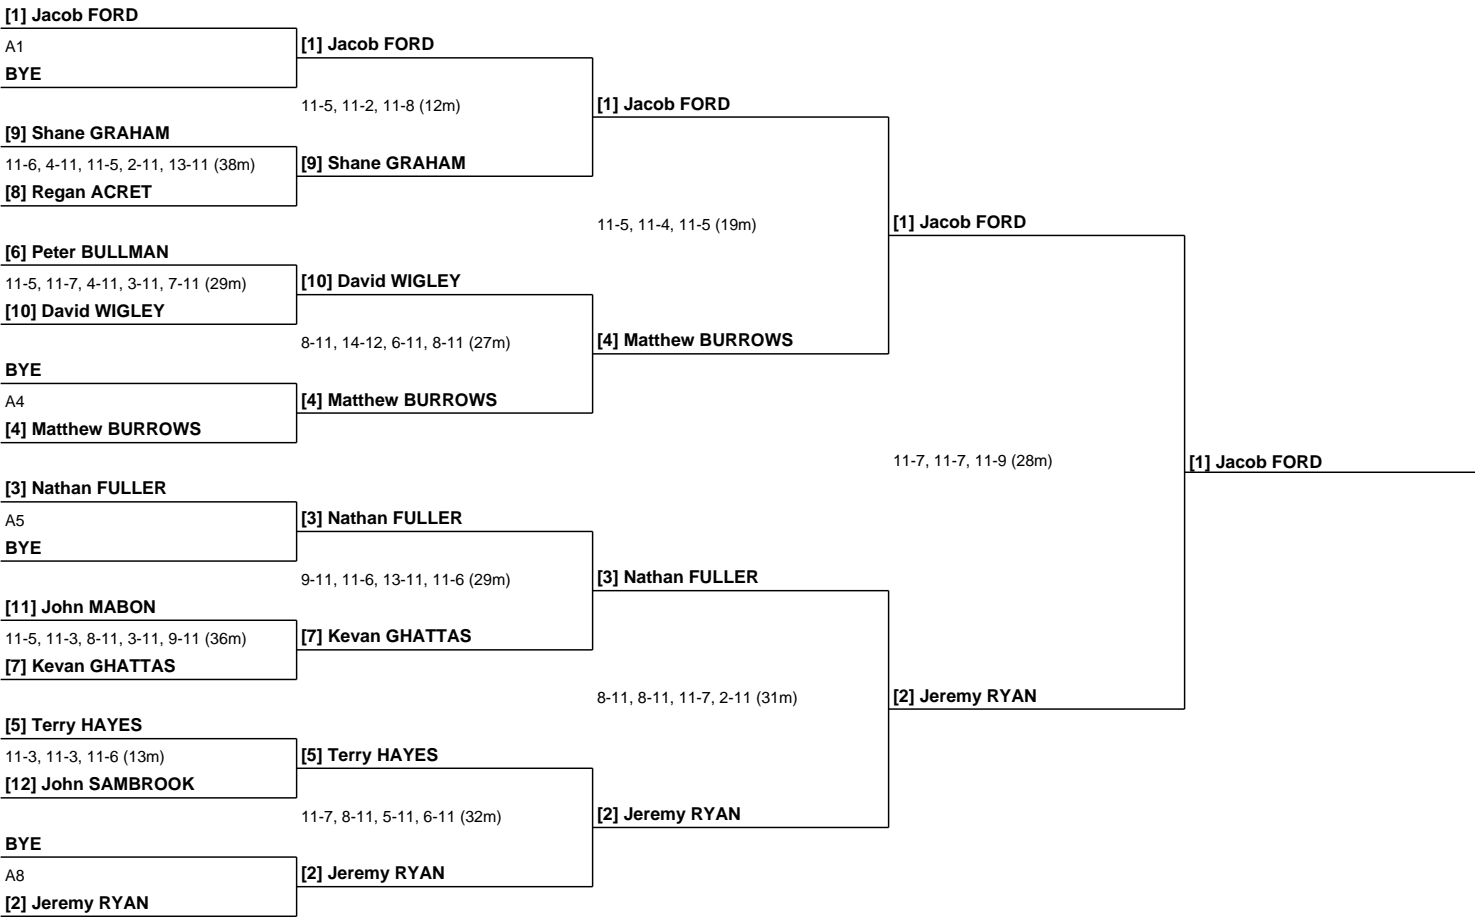 [1] Jacob FORD
A1
BYE
[9] Shane GRAHAM
11-6, 4-11, 11-5, 2-11, 13-11 (38m)
[8] Regan ACRET
[6] Peter BULLMAN
11-5, 11-7, 4-11, 3-11, 7-11 (29m)
[10] David WIGLEY
BYE
A4
[4] Matthew BURROWS
[3] Nathan FULLER
A5
BYE
[11] John MABON
11-5, 11-3, 8-11, 3-11, 9-11 (36m)
[7] Kevan GHATTAS
[5] Terry HAYES
11-3, 11-3, 11-6 (13m)
[12] John SAMBROOK
BYE
A8
[2] Jeremy RYAN
[1] Jacob FORD
11-5, 11-2, 11-8 (12m)
[9] Shane GRAHAM
[10] David WIGLEY
8-11, 14-12, 6-11, 8-11 (27m)
[4] Matthew BURROWS
[3] Nathan FULLER
9-11, 11-6, 13-11, 11-6 (29m)
[7] Kevan GHATTAS
[5] Terry HAYES
11-7, 8-11, 5-11, 6-11 (32m)
[2] Jeremy RYAN
[1] Jacob FORD
11-5, 11-4, 11-5 (19m)
[4] Matthew BURROWS
[3] Nathan FULLER
8-11, 8-11, 11-7, 2-11 (31m)
[2] Jeremy RYAN
[1] Jacob FORD
11-7, 11-7, 11-9 (28m)
[2] Jeremy RYAN
[1] Jacob FORD